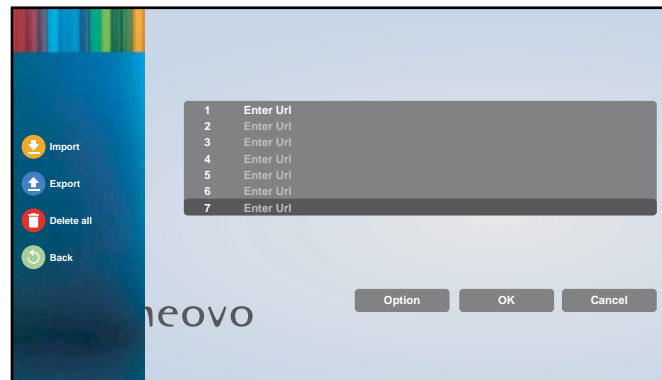 Import
Export
Delete all
Back
1 Enter Url
2 Enter Url
3 Enter Url
4 Enter Url
5 Enter Url
6 Enter Url
7 Enter Url
Option OK Cancel
neovo